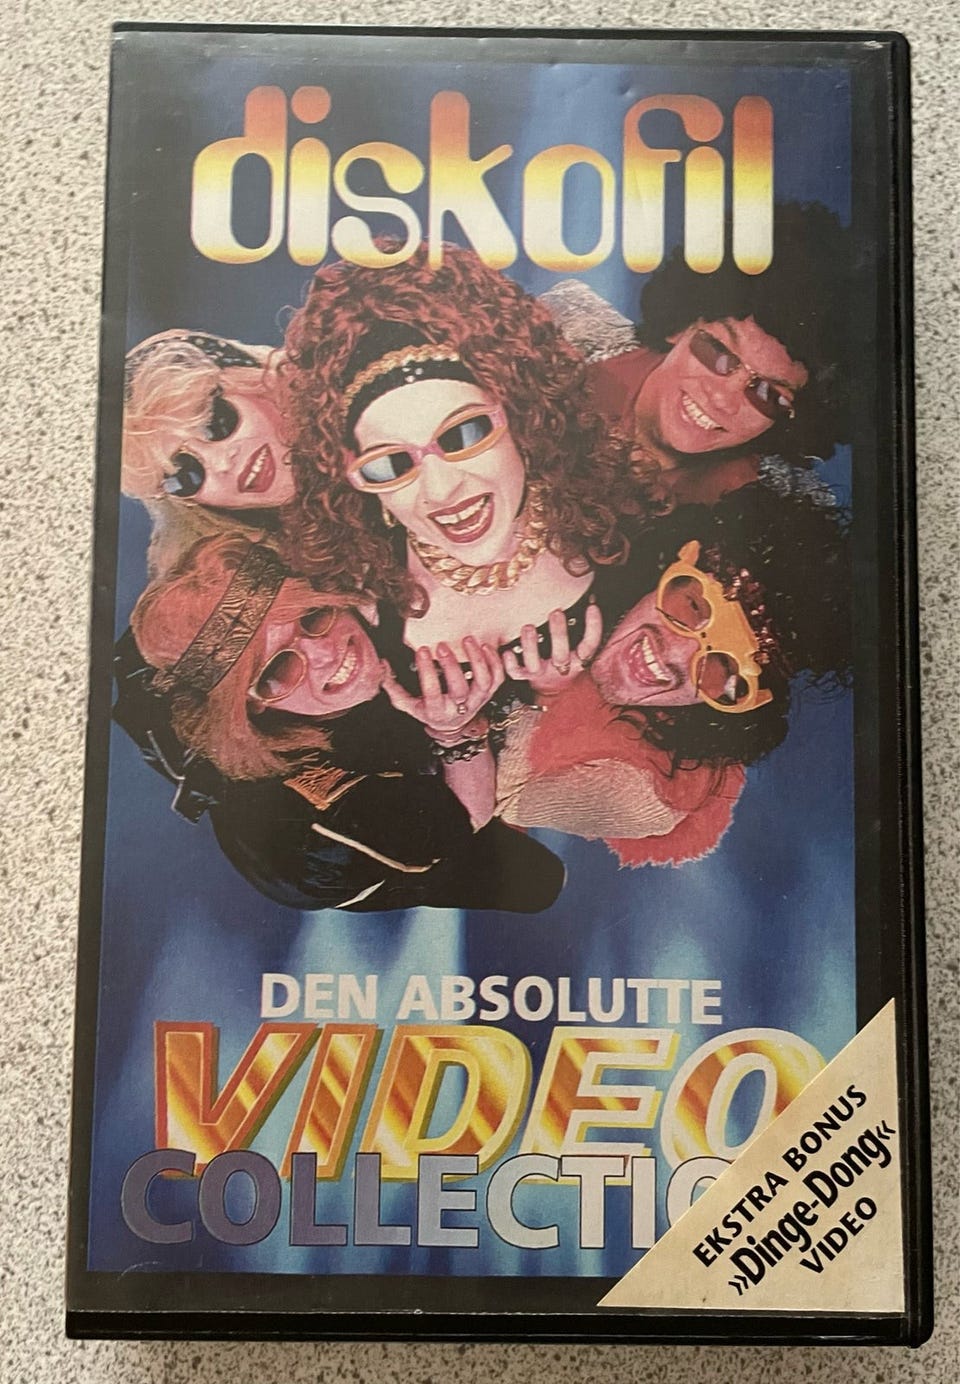 diskofil
DEN ABSOLUTTE
VIDEO
COLLECTIO
EKSTRA BONUS
»Dinge-Dong«
VIDEO